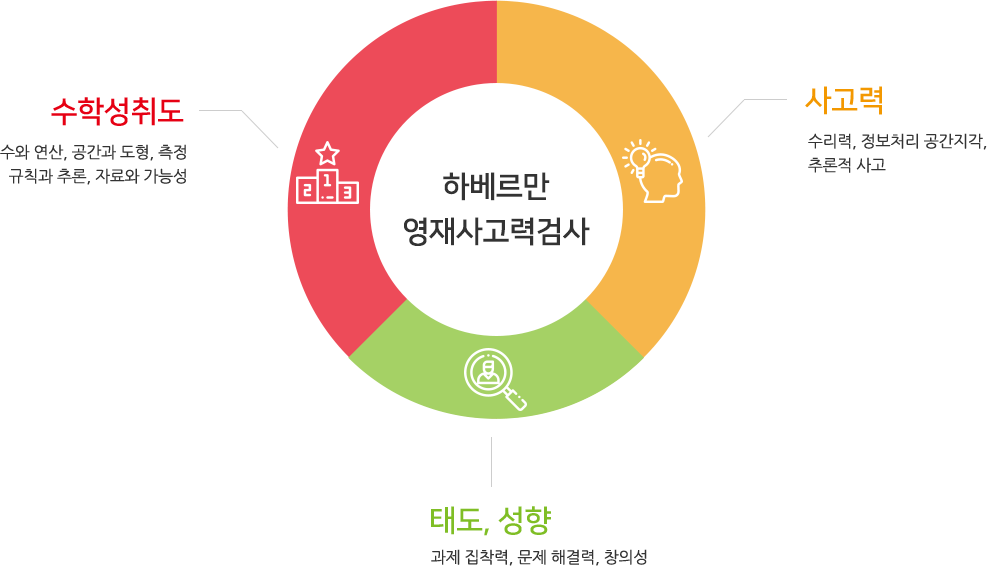 수학성취도
수와 연산, 공간과 도형, 측정
규칙과 추론, 자료와 가능성
2
1
3
하베르만
영재사고력검사
사고력
수리력, 정보처리 공간지각,
추론적 사고
태도, 성향
과제 집착력, 문제 해결력, 창의성